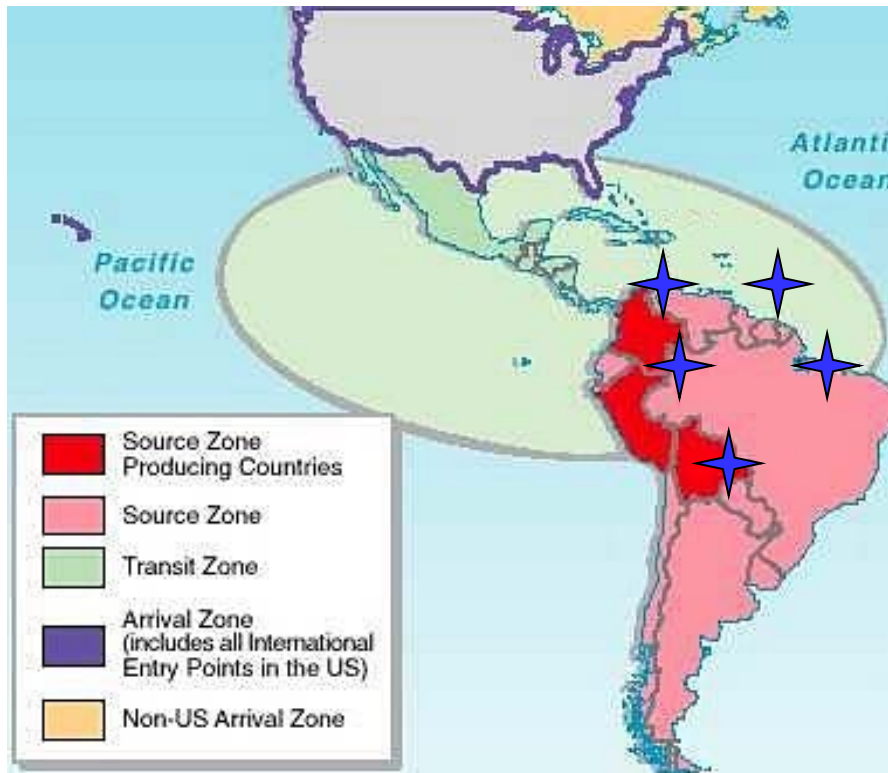 Atlanti
Ocean
Pacific
Ocean
Source Zone
Producing Countries
Source Zone
Transit Zone
Arrival Zone
(includes all International
Entry Points in the US)
Non-US Arrival Zone